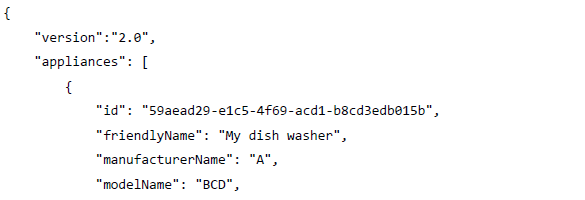 {
"version":"2.0",
"appliances": [
{
"id": "59aead29-e1c5-4f69-acd1-b8cd3edb015b",
"friendlyName": "My dish washer",
"manufacturerName": "A",
"modelName": "BCD",